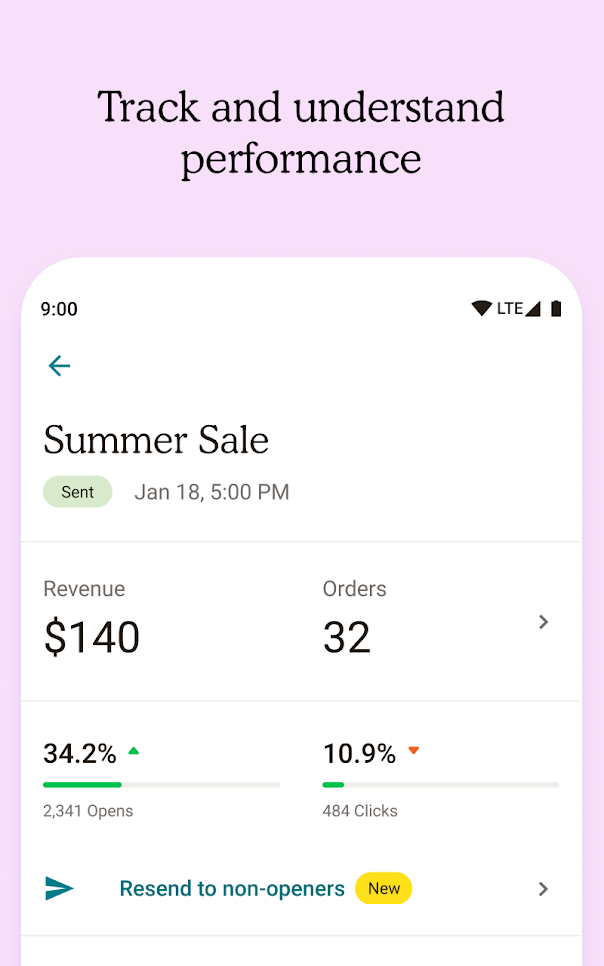 Track and understand
performance
9:00
LTE
Summer Sale
Sent
Jan 18, 5:00 PM
Revenue
Orders
$140
32
34.2%
10.9%
2,341 Opens
484 Clicks
Resend to non-openers
New